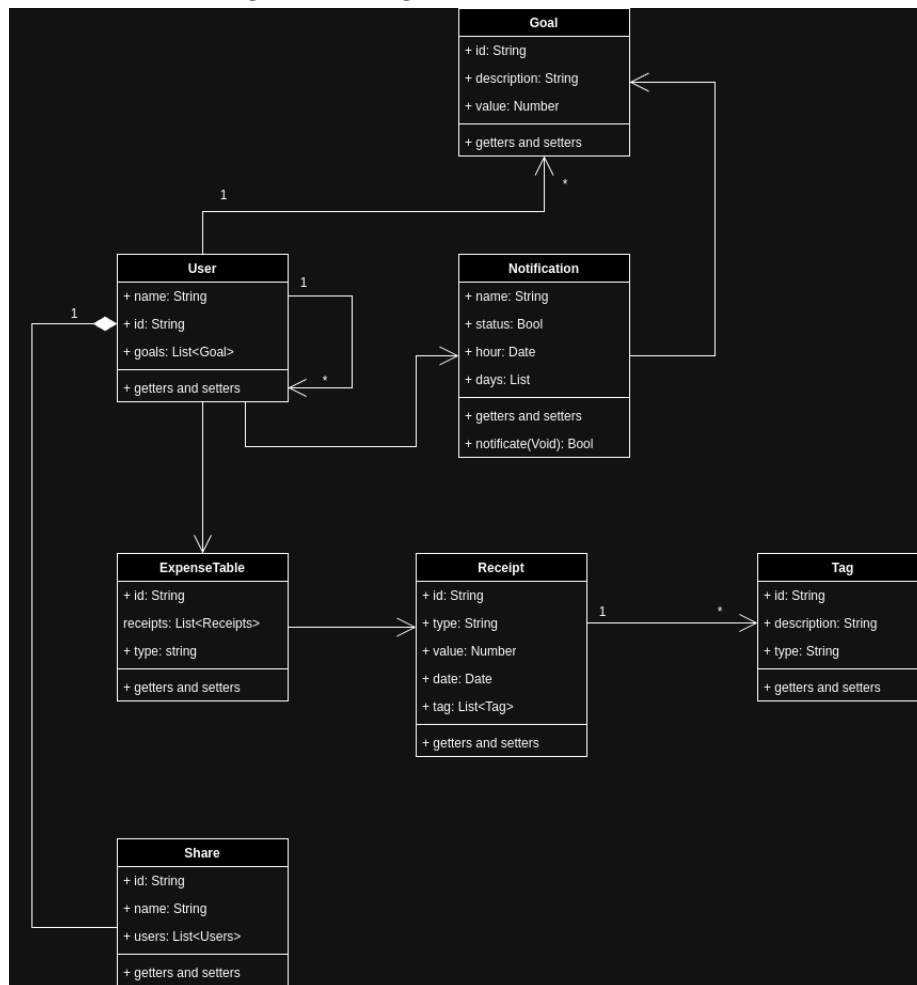 Goal
+ id: String
+ description: String
+ value: Number
+ getters and setters
1
*
User
+ name: String
+ id: String
+ goals: List<Goal>
+ getters and setters
1
1
*
Notification
+ name: String
+ status: Bool
+ hour: Date
+ days: List
+ getters and setters
+ notificate(Void): Bool
ExpenseTable
+ id: String
receipts: List<Receipts>
+ type: string
+ getters and setters
Receipt
+ id: String
+ type: String
+ value: Number
+ date: Date
+ tag: List<Tag>
+ getters and setters
1
*
Tag
+ id: String
+ description: String
+ type: String
+ getters and setters
Share
+ id: String
+ name: String
+ users: List<Users>
+ getters and setters